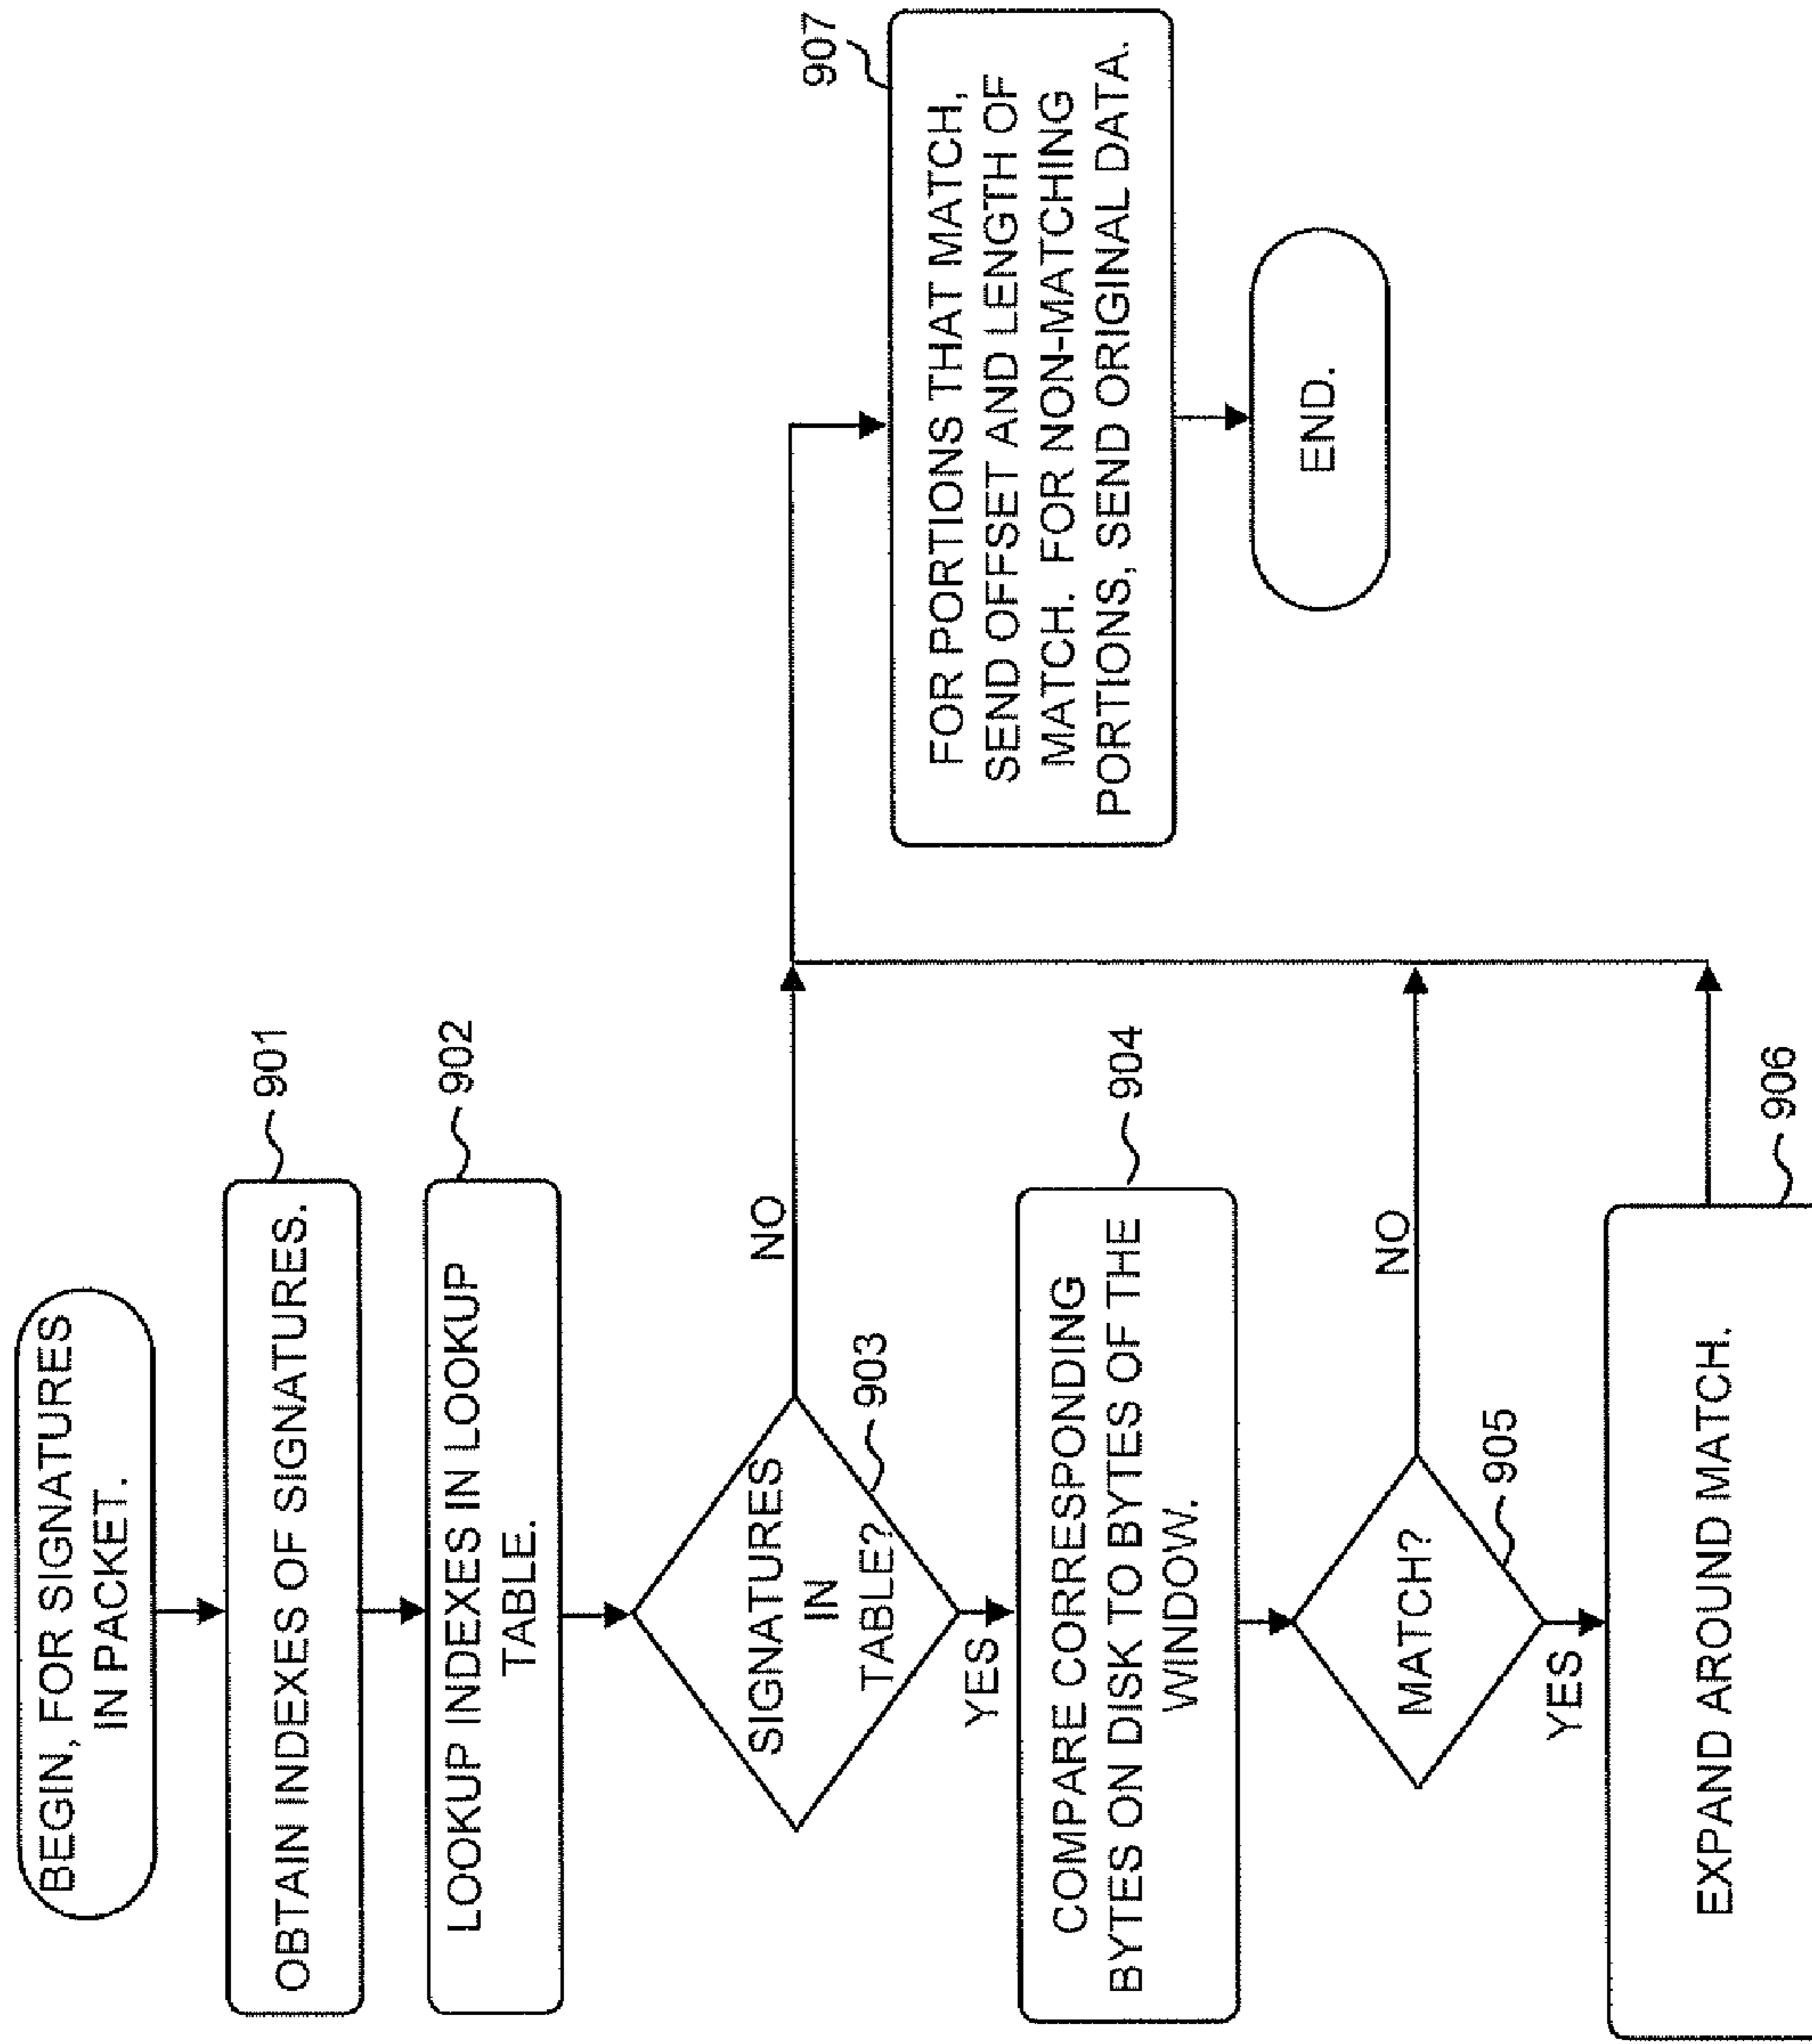 BEGIN, FOR SIGNATURES
IN PACKET.
901
OBTAIN INDEXES OF SIGNATURES.
902
LOOKUP INDEXES IN LOOKUP
TABLE.
903
SIGNATURES
IN
TABLE?
NO
YES
904
COMPARE CORRESPONDING
BYTES ON DISK TO BYTES OF THE
WINDOW.
905
MATCH?
NO
YES
906
EXPAND AROUND MATCH.
907
FOR PORTIONS THAT MATCH,
SEND OFFSET AND LENGTH OF
MATCH. FOR NON-MATCHING
PORTIONS, SEND ORIGINAL DATA.
END.